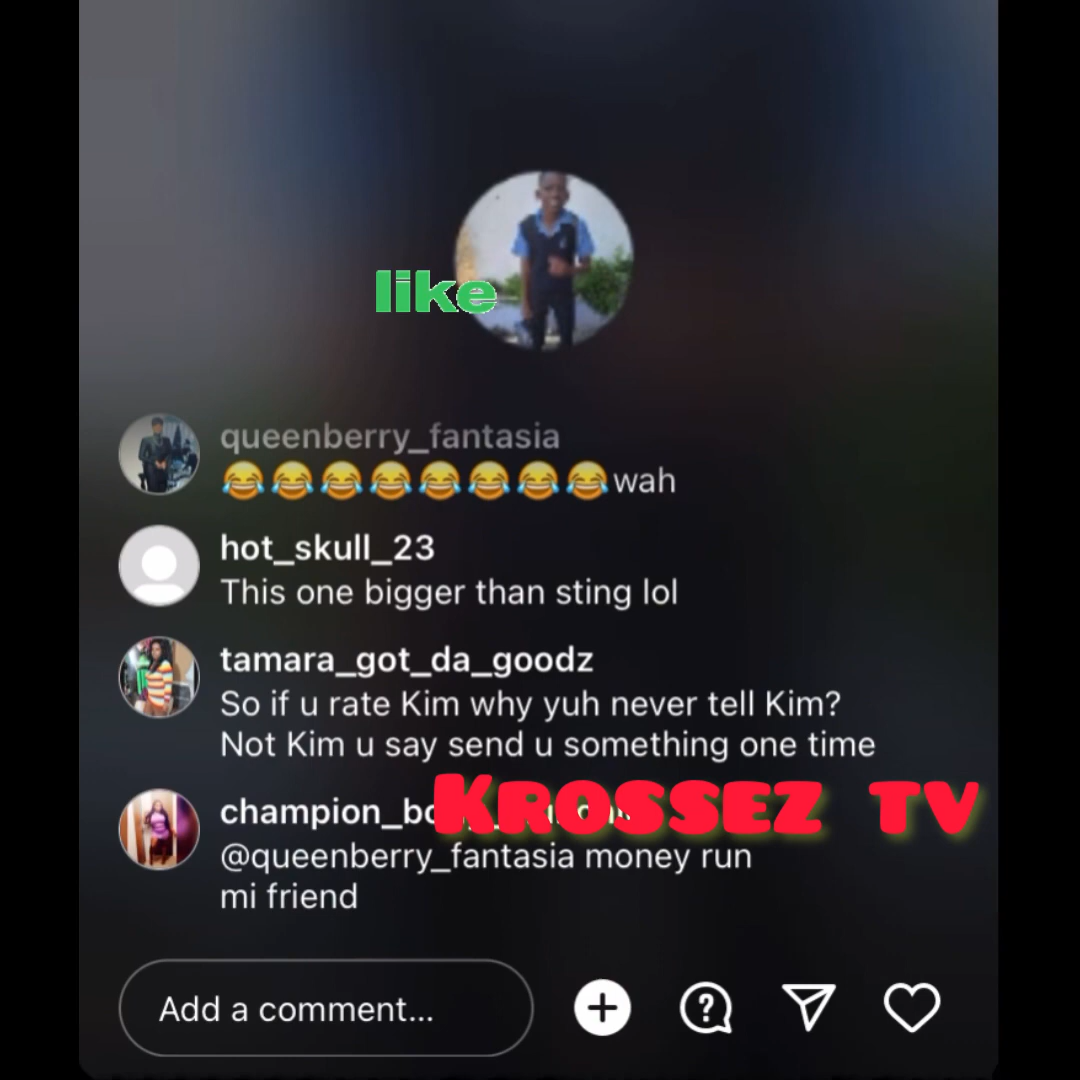 like
queenberry_fantasia
😂😂😂😂😂😂😂😂wah
hot_skull_23
This one bigger than sting lol
tamara_got_da_goodz
So if u rate Kim why yuh never tell Kim?
Not Kim u say send u something one time
KROSSEZ TV
@queenberry_fantasia money run
mi friend
Add a comment...